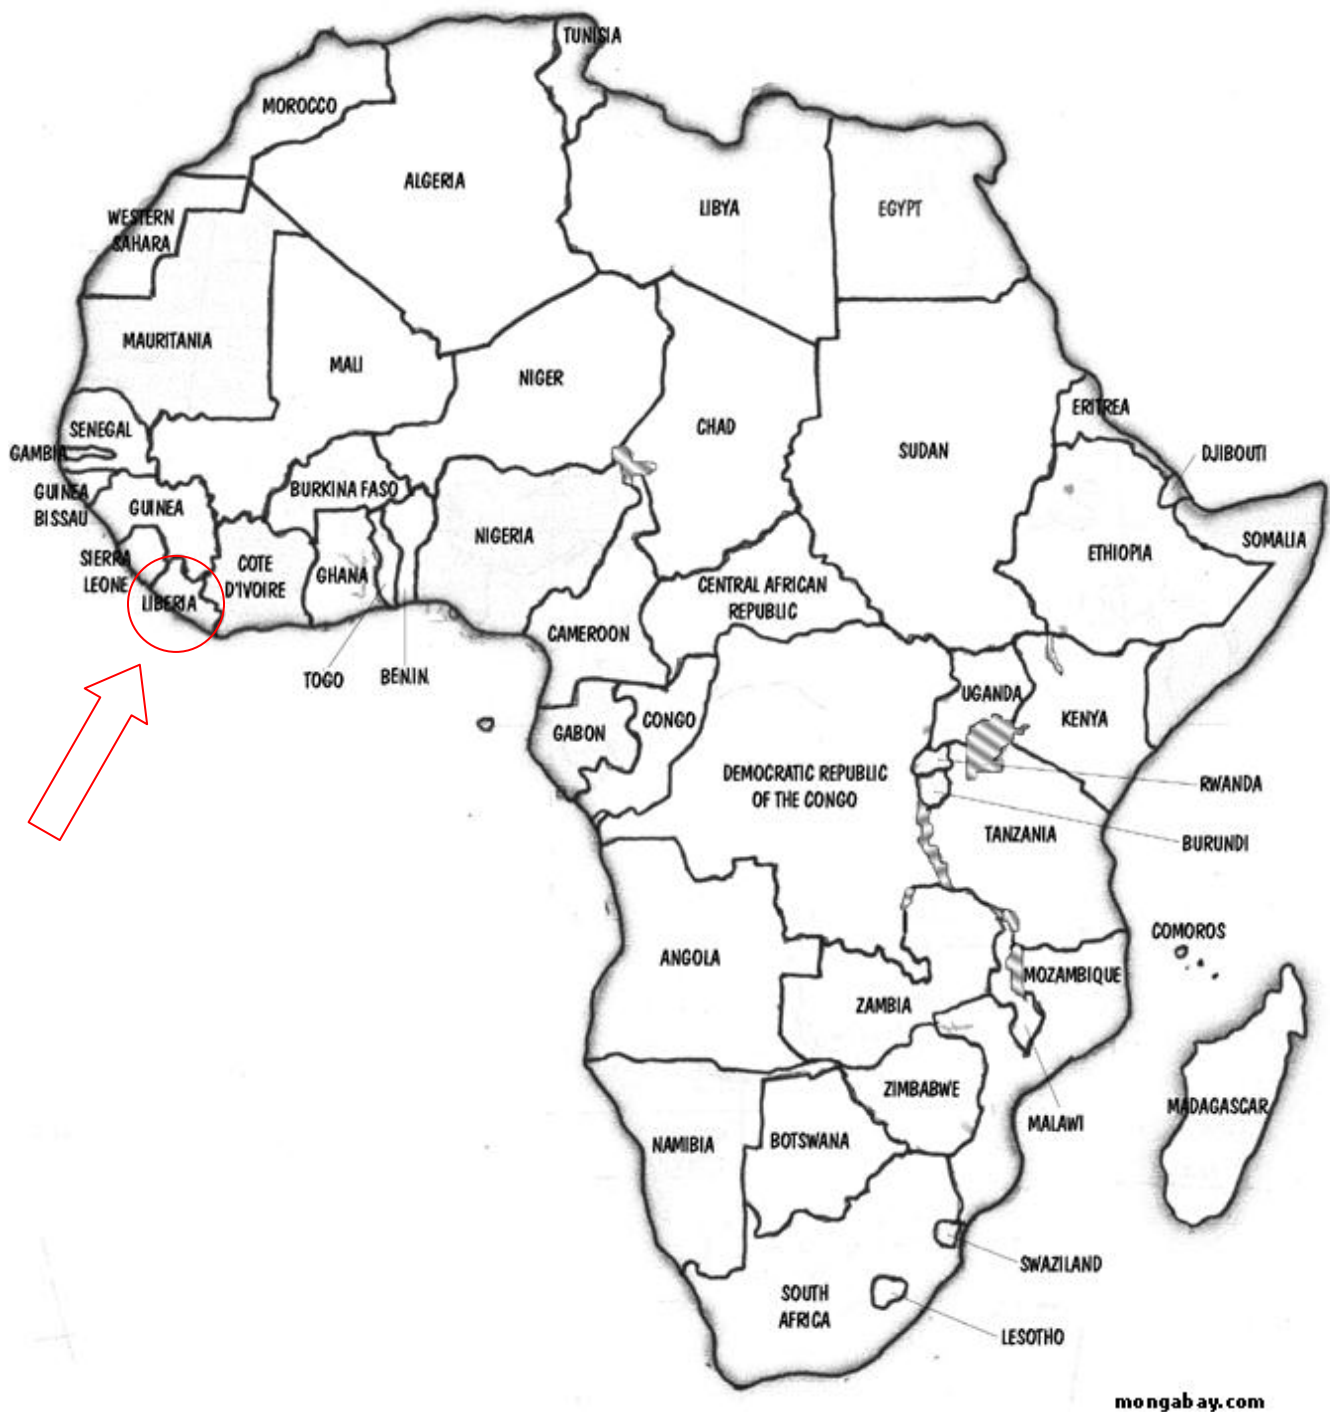 TUNISIA
MOROCCO
ALGERIA
LIBYA
EGYPT
WESTERN
SAHARA
MAURITANIA
MALI
NIGER
CHAD
SUDAN
ERITREA
DJIBOUTI
SENEGAL
GAMBIA
GUINEA
BISSAU
GUINEA
BURKINA FASO
NIGERIA
SIERRA
LEONE
LIBERIA
COTE
D'IVOIRE
GHANA
TOGO
BENIN
CAMEROON
CENTRAL AFRICAN
REPUBLIC
ETHIOPIA
SOMALIA
UGANDA
KENYA
GABON
CONGO
DEMOCRATIC REPUBLIC
OF THE CONGO
RWANDA
BURUNDI
TANZANIA
COMOROS
ANGOLA
ZAMBIA
MOZAMBIQUE
MALAWI
ZIMBABWE
MADAGASCAR
NAMIBIA
BOTSWANA
SWAZILAND
SOUTH
AFRICA
LESOTHO
mongabay.com